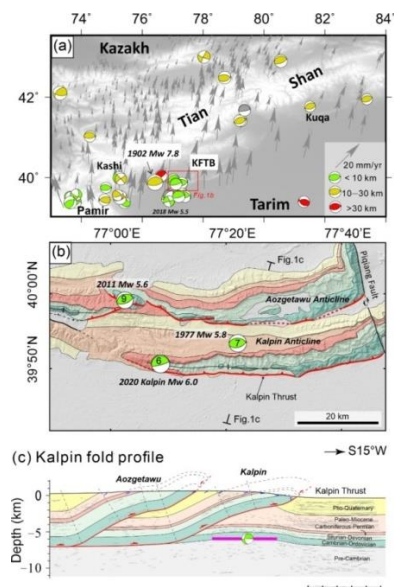 (a)
Kazakh
Shan
Tian
Kuqa
1902 Mw 7.8
KFTB
Kashi
Fig.1b
2018 Mw 5.5
Pamir
Tarim
20 mm/yr
< 10 km
10–30 km
>30 km
42°
40°
74° 76° 78° 80° 82° 84°
(b)
77°00'E 77°20'E 77°40'E
40°00'N
39°50'N
Fig.1c
2011 Mw 5.6
9
Aozgetawu Anticline
Piqiang Fault
1977 Mw 5.8
7
Kalpin Anticline
6
2020 Kalpin Mw 6.0
Kalpin Thrust
Fig.1c
20 km
S15°W
(c) Kalpin fold profile
Aozgetawu
Kalpin
Kalpin Thrust
Depth (km)
0
−5
−10
Plio-Quaternary
Paleo-Miocene
Carboniferous-Permian
Silurian-Devonian
Cambrian-Ordovician
Pre-Cambrian